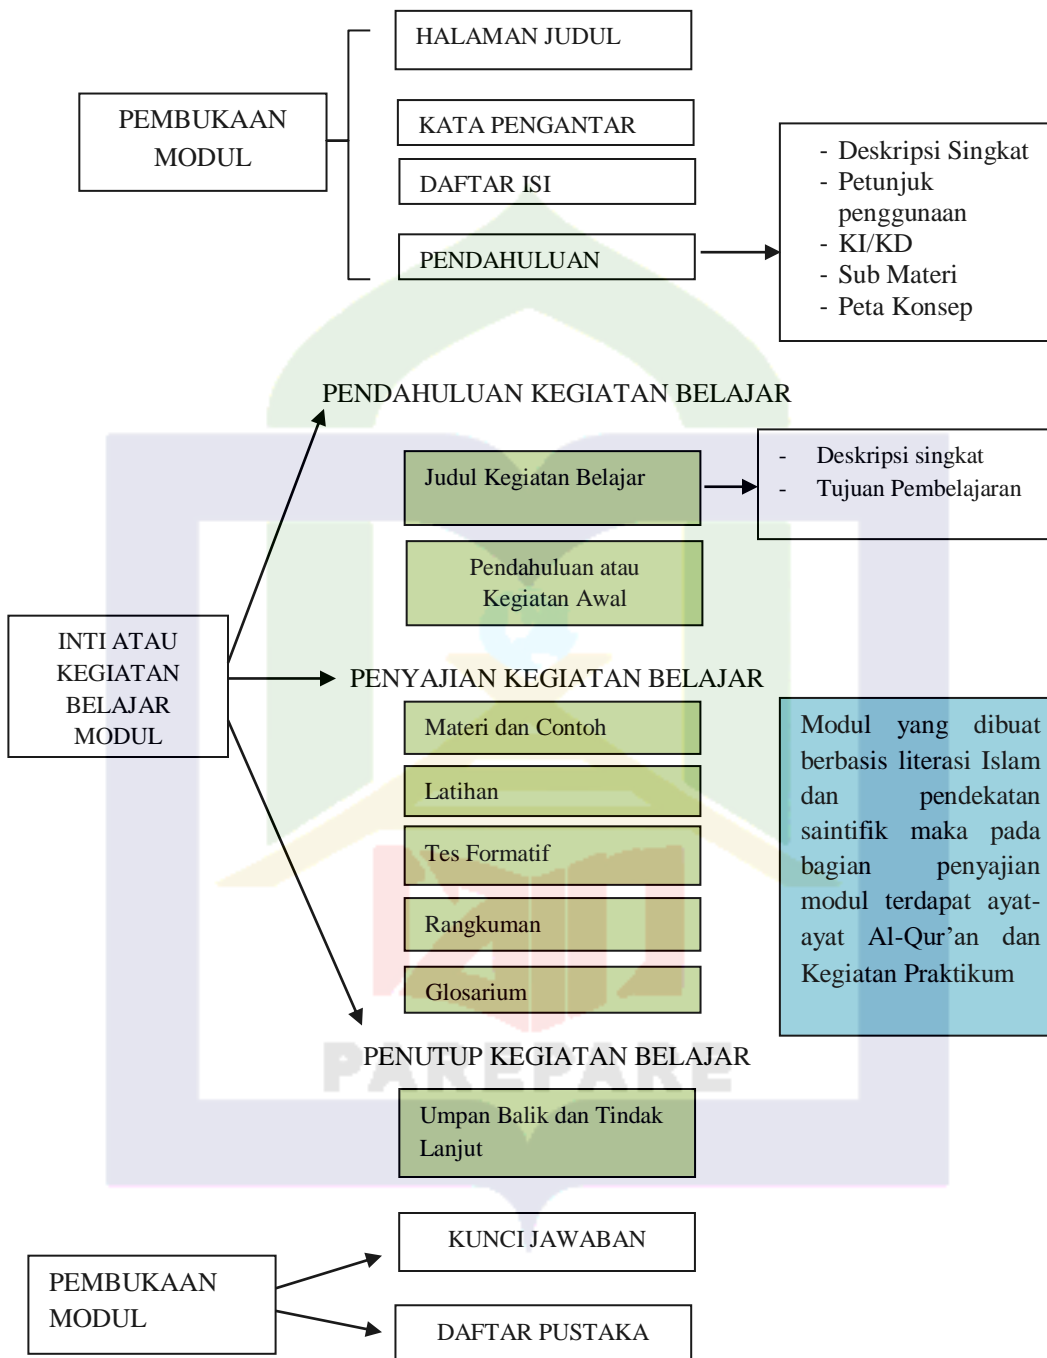 HALAMAN JUDUL
PEMBUKAAN
MODUL
KATA PENGANTAR
DAFTAR ISI
PENDAHULUAN
- Deskripsi Singkat
- Petunjuk
penggunaan
- KI/KD
- Sub Materi
- Peta Konsep
PENDAHULUAN KEGIATAN BELAJAR
Judul Kegiatan Belajar
- Deskripsi singkat
- Tujuan Pembelajaran
Pendahuluan atau
Kegiatan Awal
INTI ATAU
KEGIATAN
BELAJAR
MODUL
PENYAJIAN KEGIATAN BELAJAR
Materi dan Contoh
Latihan
Tes Formatif
Rangkuman
Glosarium
Modul yang dibuat
berbasis literasi Islam
dan pendekatan
saintifik maka pada
bagian penyajian
modul terdapat ayat-
ayat Al-Qur’an dan
Kegiatan Praktikum
PENUTUP KEGIATAN BELAJAR
PAREPARE
Umpan Balik dan Tindak
Lanjut
KUNCI JAWABAN
PEMBUKAAN
MODUL
DAFTAR PUSTAKA